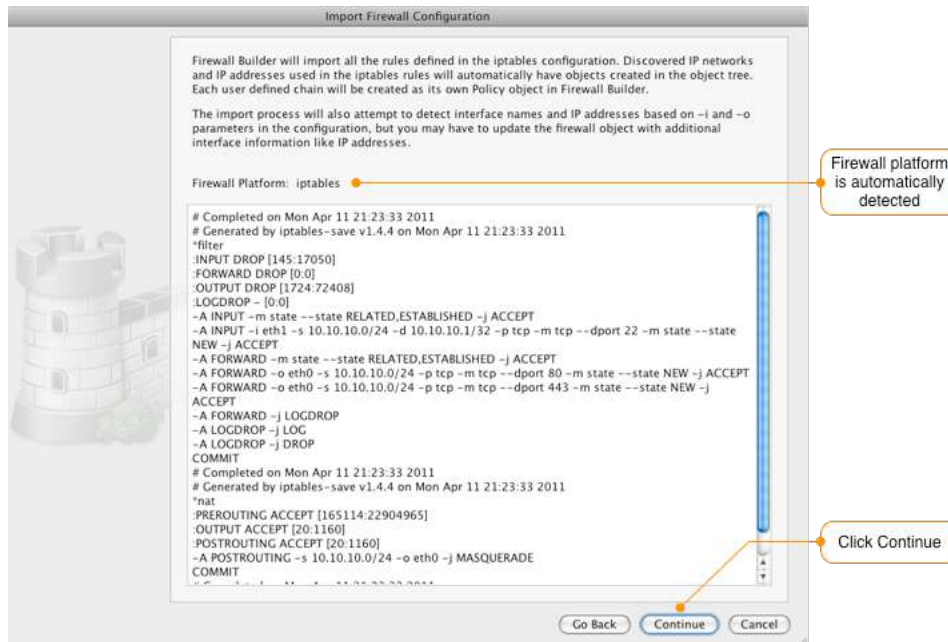 Import Firewall Configuration
Firewall Builder will import all the rules defined in the iptables configuration. Discovered IP networks
and IP addresses used in the iptables rules will automatically have objects created in the object tree.
Each user defined chain will be created as its own Policy object in Firewall Builder.
The import process will also attempt to detect interface names and IP addresses based on -i and -o
parameters in the configuration, but you may have to update the firewall object with additional
interface information like IP addresses.
Firewall Platform: iptables
Firewall platform
is automatically
detected
# Completed on Mon Apr 11 21:23:33 2011
# Generated by iptables-save v1.4.4 on Mon Apr 11 21:23:33 2011
*filter
:INPUT DROP [145:17050]
:FORWARD DROP [0:0]
:OUTPUT DROP [1724:72408]
:LOGDROP - [0:0]
-A INPUT -m state --state RELATED,ESTABLISHED -j ACCEPT
-A INPUT -i eth1 -s 10.10.10.0/24 -d 10.10.10.1/32 -p tcp -m tcp --dport 22 -m state --state
NEW -j ACCEPT
-A FORWARD -m state --state RELATED,ESTABLISHED -j ACCEPT
-A FORWARD -o eth0 -s 10.10.10.0/24 -p tcp -m tcp --dport 80 -m state --state NEW -j ACCEPT
-A FORWARD -o eth0 -s 10.10.10.0/24 -p tcp -m tcp --dport 443 -m state --state NEW -j
ACCEPT
-A FORWARD -j LOGDROP
-A LOGDROP -j LOG
-A LOGDROP -j DROP
COMMIT
# Completed on Mon Apr 11 21:23:33 2011
# Generated by iptables-save v1.4.4 on Mon Apr 11 21:23:33 2011
*nat
:PREROUTING ACCEPT [165114:22904965]
:OUTPUT ACCEPT [20:1160]
:POSTROUTING ACCEPT [20:1160]
-A POSTROUTING -s 10.10.10.0/24 -o eth0 -j MASQUERADE
COMMIT
Click Continue
Go Back
Continue
Cancel